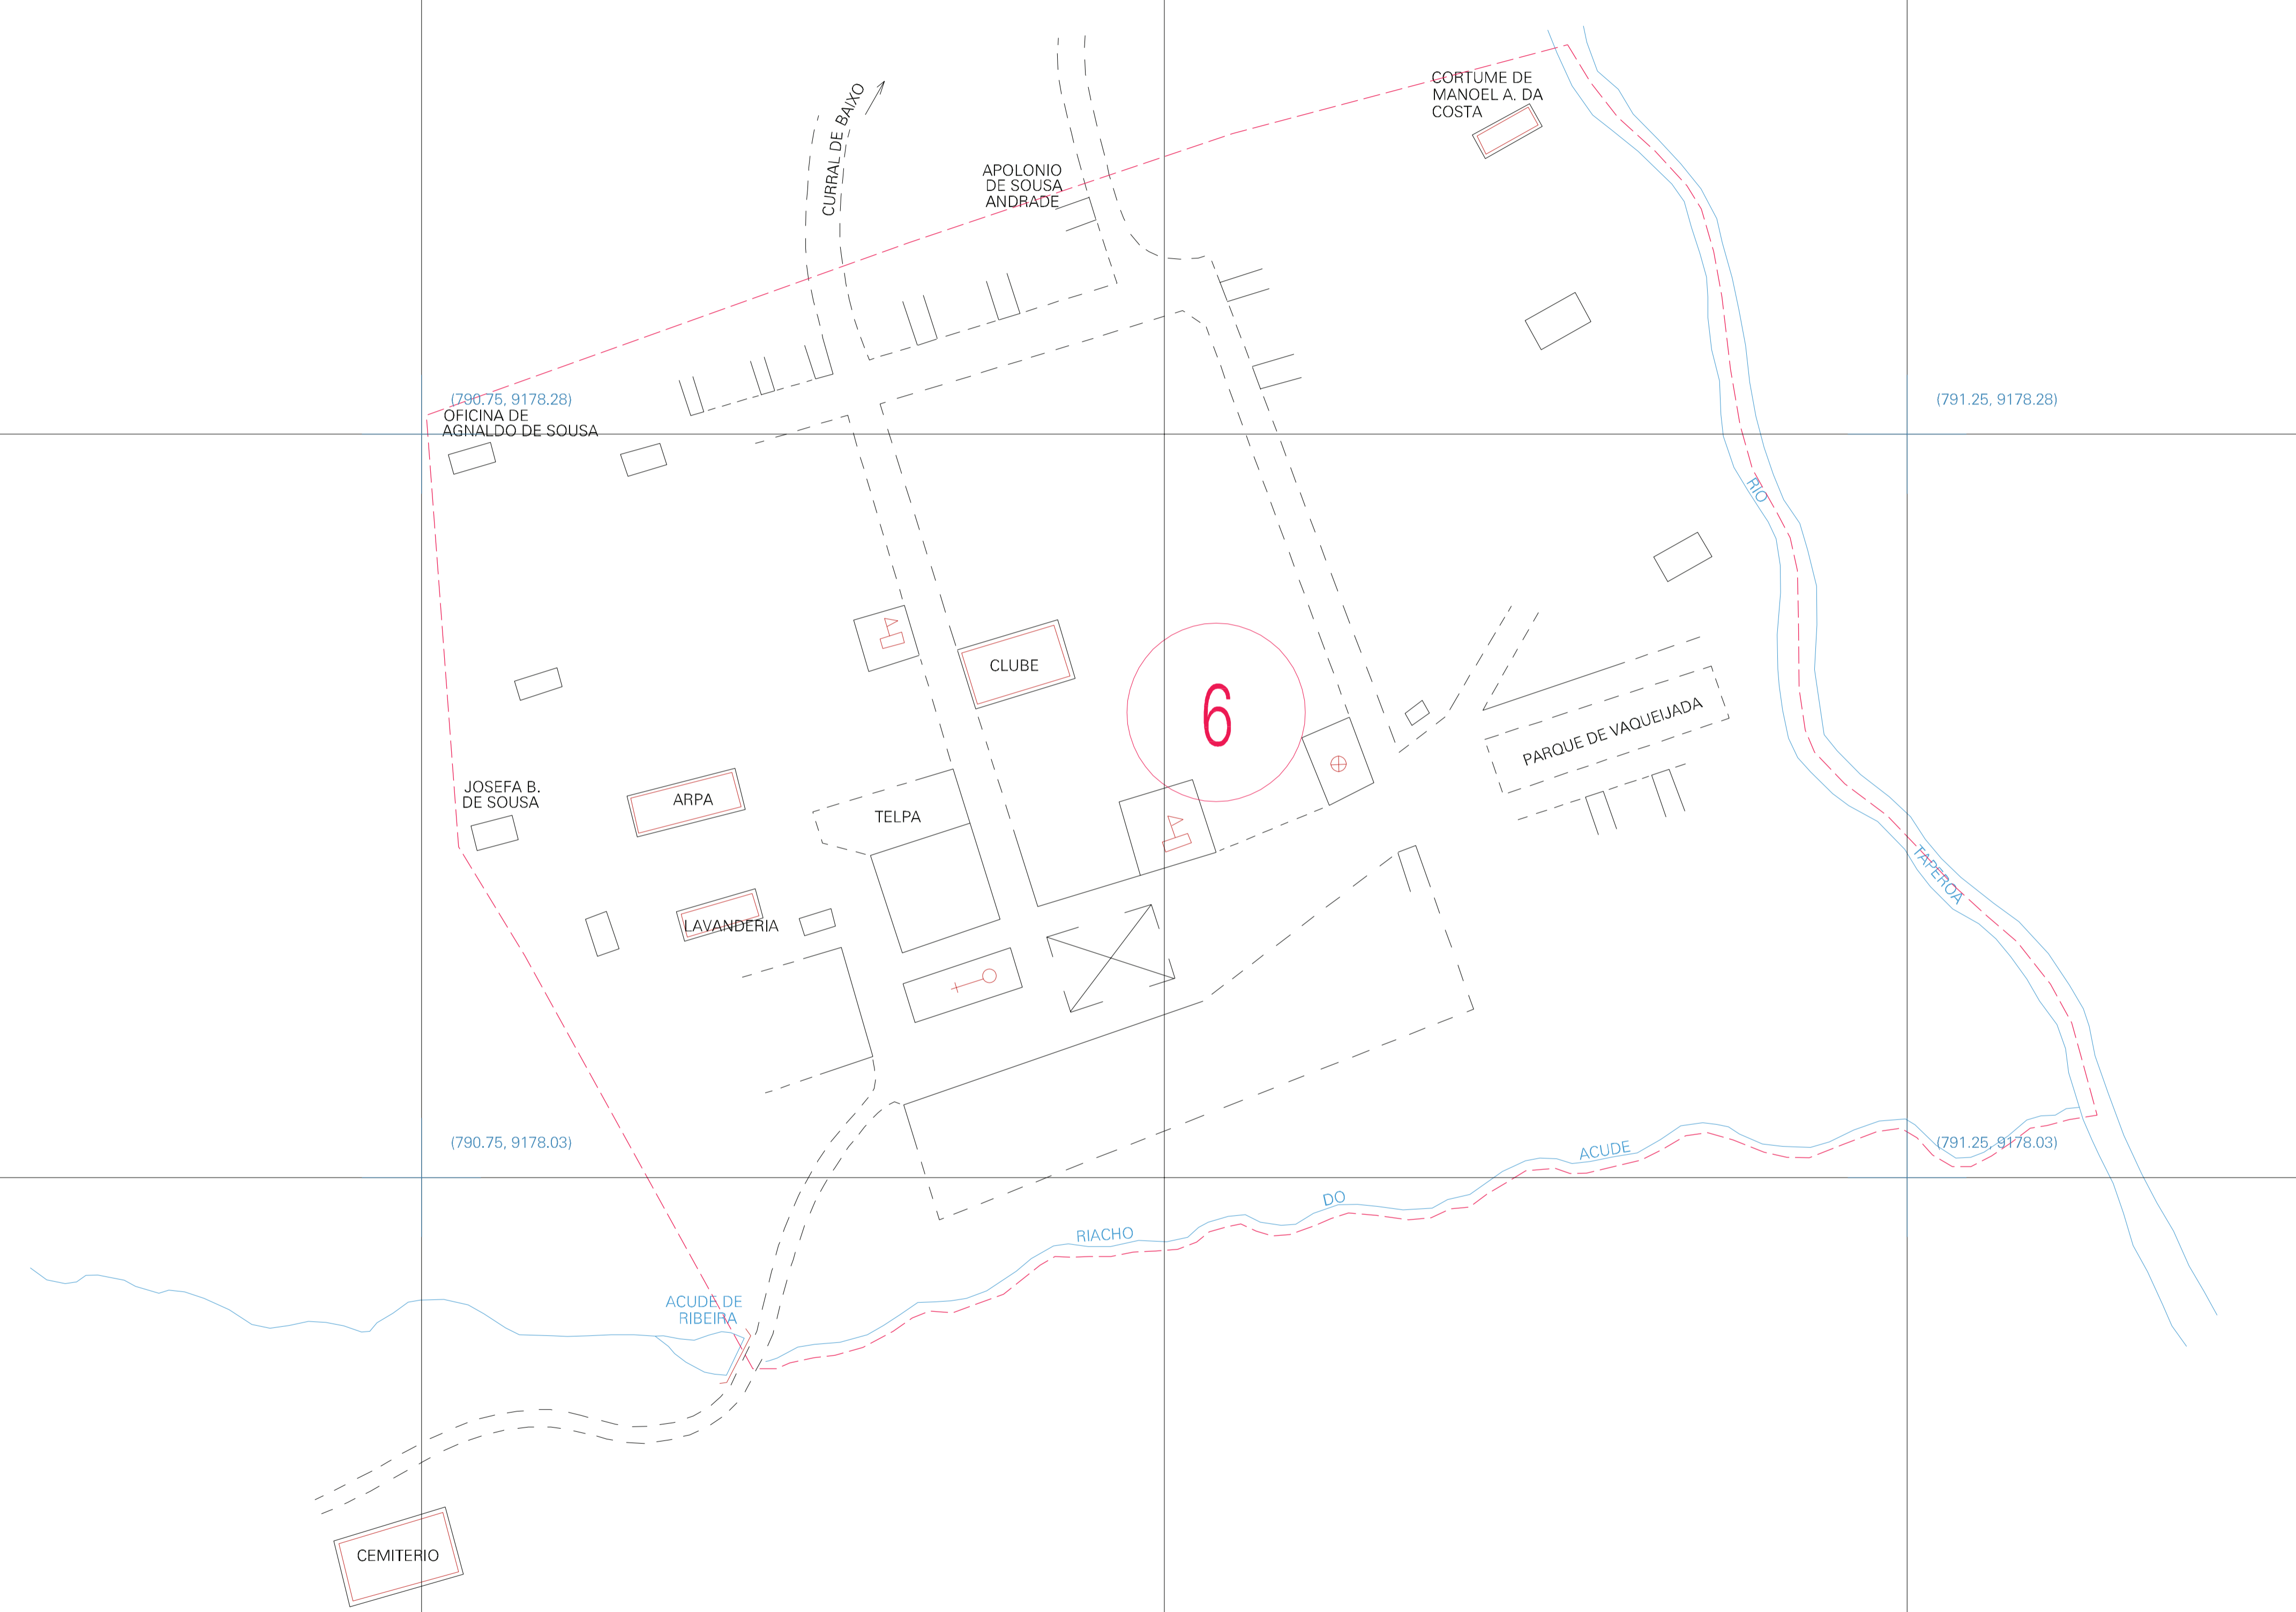 CORTUME DE
MANOEL A. DA
COSTA
CURRAL DE BAIXO
APOLONIO
DE SOUSA
ANDRADE
(790.75, 9178.28)
(791.25, 9178.28)
OFICINA DE
AGNALDO DE SOUSA
RIO
CLUBE
6
PARQUE DE VAQUEIJADA
JOSEFA B.
DE SOUSA
ARPA
TELPA
TAPEROA
LAVANDERIA
(790.75, 9178.03)
(791.25, 9178.03)
RIACHO
DO
ACUDE
ACUDE DE
RIBEIRA
CEMITERIO